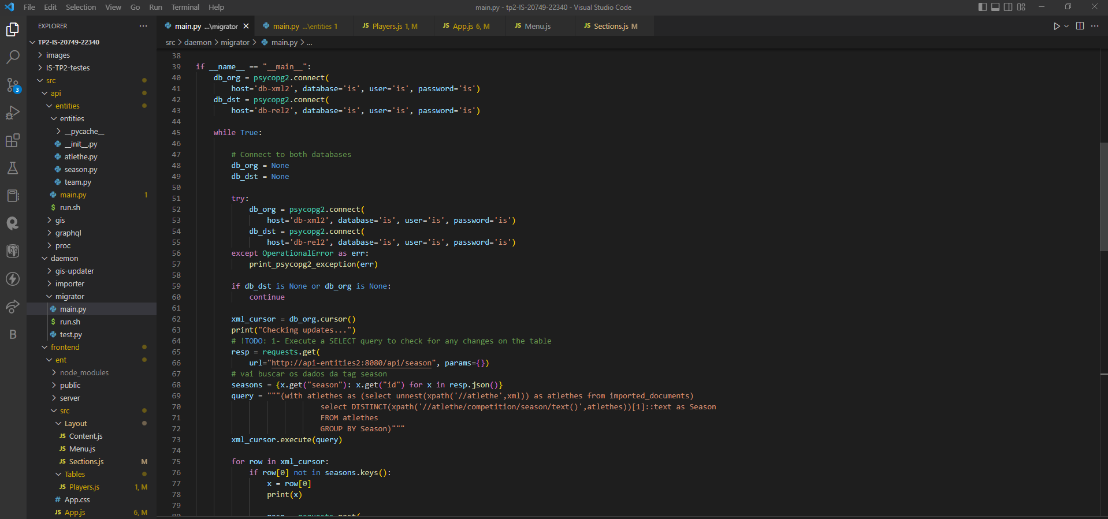 File Edit Selection View Go Run Terminal Help
main.py - tp2-IS-20749-22340 - Visual Studio Code
EXPLORER
main.py ...\migrator
main.py ...\entities 1
Players.js 1, M
App.js 6, M
Menu.js
Sections.js M
TP2-IS-20749-22340
images
IS-TP2-testes
src
api
entities
entities
__pycache__
__init__.py
atlethe.py
season.py
team.py
main.py 1
run.sh
gis
graphql
proc
daemon
gis-updater
importer
migrator
main.py
run.sh
test.py
frontend
ent
node_modules
public
server
src
Layout
Content.js
Menu.js
Sections.js M
Tables
Players.js 1, M
App.css
App.js 6, M
2
B
src > daemon > migrator > main.py > ...
38
39 if __name__ == "__main__":
40 db_org = psycopg2.connect(
41 host='db-xml2', database='is', user='is', password='is')
42 db_dst = psycopg2.connect(
43 host='db-rel2', database='is', user='is', password='is')
44
45 while True:
46
47 # Connect to both databases
48 db_org = None
49 db_dst = None
50
51 try:
52 db_org = psycopg2.connect(
53 host='db-xml2', database='is', user='is', password='is')
54 db_dst = psycopg2.connect(
55 host='db-rel2', database='is', user='is', password='is')
56 except OperationalError as err:
57 print_psycopg2_exception(err)
58
59 if db_dst is None or db_org is None:
60 continue
61
62 xml_cursor = db_org.cursor()
63 print("Checking updates...")
64 # !TODO: 1- Execute a SELECT query to check for any changes on the table
65 resp = requests.get(
66 url="http://api-entities2:8080/api/season", params={})
67 # vai buscar os dados da tag season
68 seasons = {x.get("season"): x.get("id") for x in resp.json()}
69 query = """(with atlethes as (select unnest(xpath('//atlethe',xml)) as atlethes from imported_documents)
70 select DISTINCT(xpath('//atlethe/competition/season/text()',atlethes))[1]::text as Season
71 FROM atlethes
72 GROUP BY Season)"""
73 xml_cursor.execute(query)
74
75 for row in xml_cursor:
76 if row[0] not in seasons.keys():
77 x = row[0]
78 print(x)
79